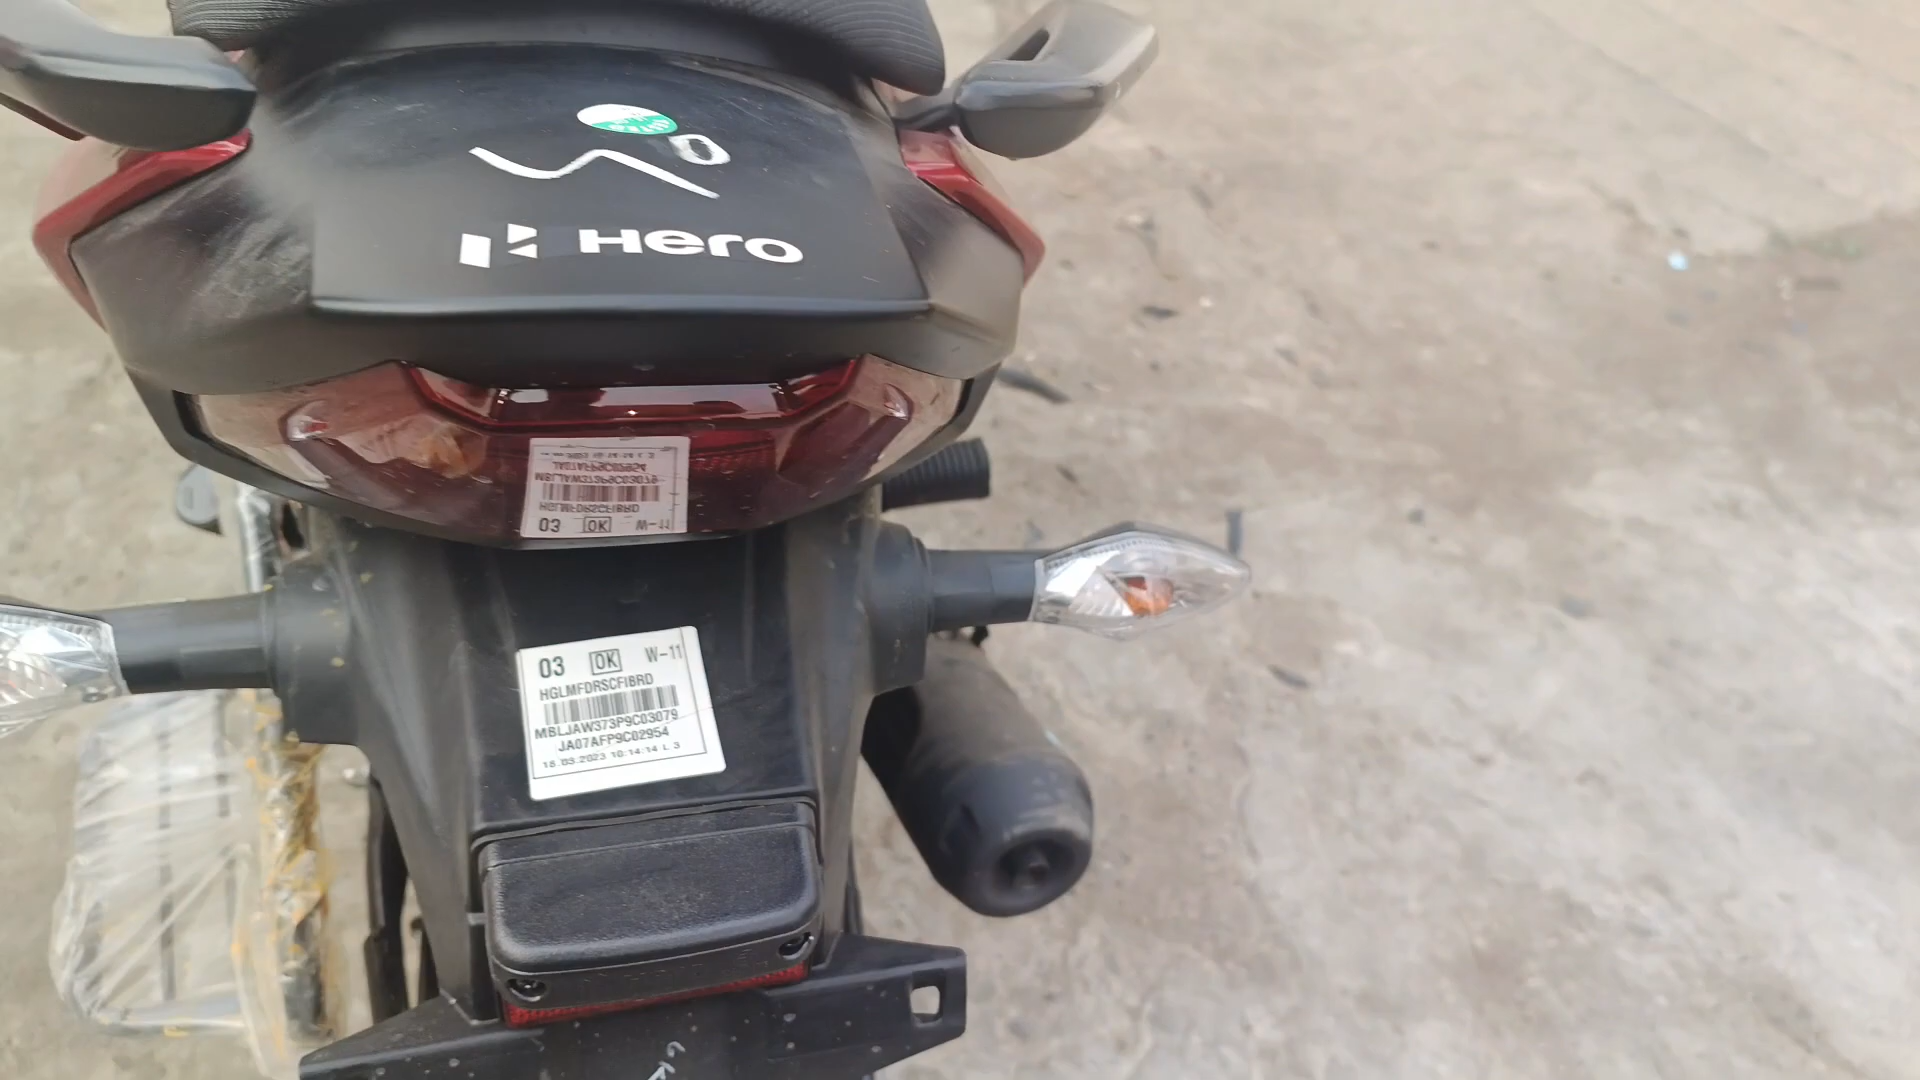 Hero
03 OK W-11
HGLMFDRSCFIBRD
MBLJAW373P9C03079
JA07AFP9C02954
18.03.2023 10:14:14 L 3